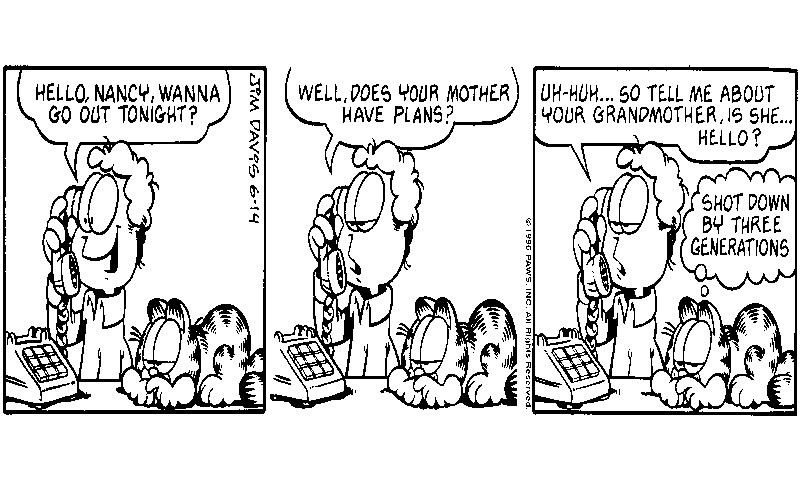 HELLO, NANCY, WANNA
GO OUT TONIGHT?
JIM DAVIS 6-14
WELL, DOES YOUR MOTHER
HAVE PLANS?
© 1996 PAWS, INC. All Rights Reserved.
UH-HUH... SO TELL ME ABOUT
YOUR GRANDMOTHER, IS SHE...
HELLO?
SHOT DOWN
BY THREE
GENERATIONS